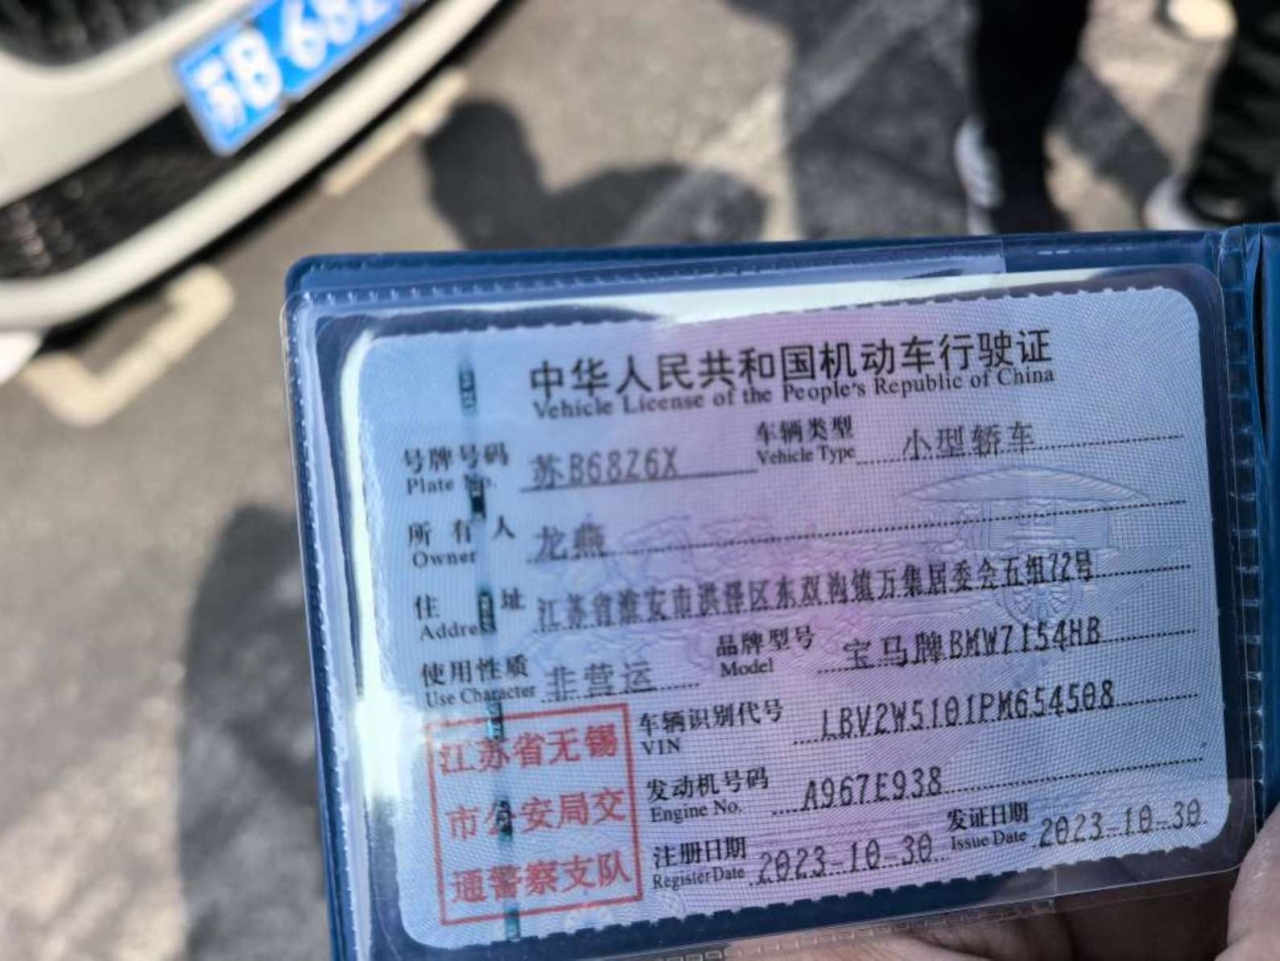 苏B·682
中华人民共和国机动车行驶证
Vehicle License of the People's Republic of China
号牌号码 苏B68Z6X 车辆类型 小型轿车
Plate No. Vehicle Type
所有人 龙燕
Owner
住址 江苏省淮安市洪泽区东双沟镇万集居委会五组72号
Address
使用性质 非营运 品牌型号 宝马牌BMW7154HB
Use Character Model
车辆识别代号 LBV2W5101PM654508
VIN
发动机号码 A967E938
Engine No.
注册日期 2023-10-30 发证日期 2023-10-30
Register Date Issue Date
江苏省无锡
市公安局交
通警察支队